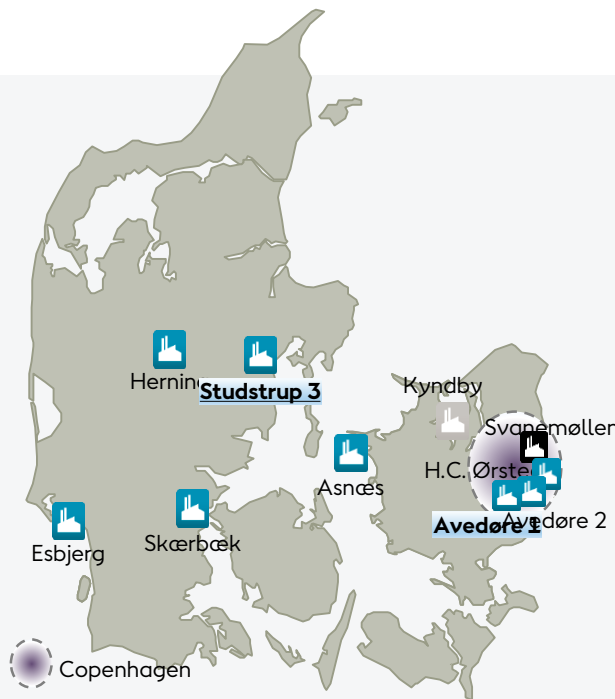 Herning
Studstrup 3
Kyndby
Svanemøllen
H.C. Ørsted
Asnæs
Avedøre 1
Avedøre 2
Skærbæk
Esbjerg
Copenhagen